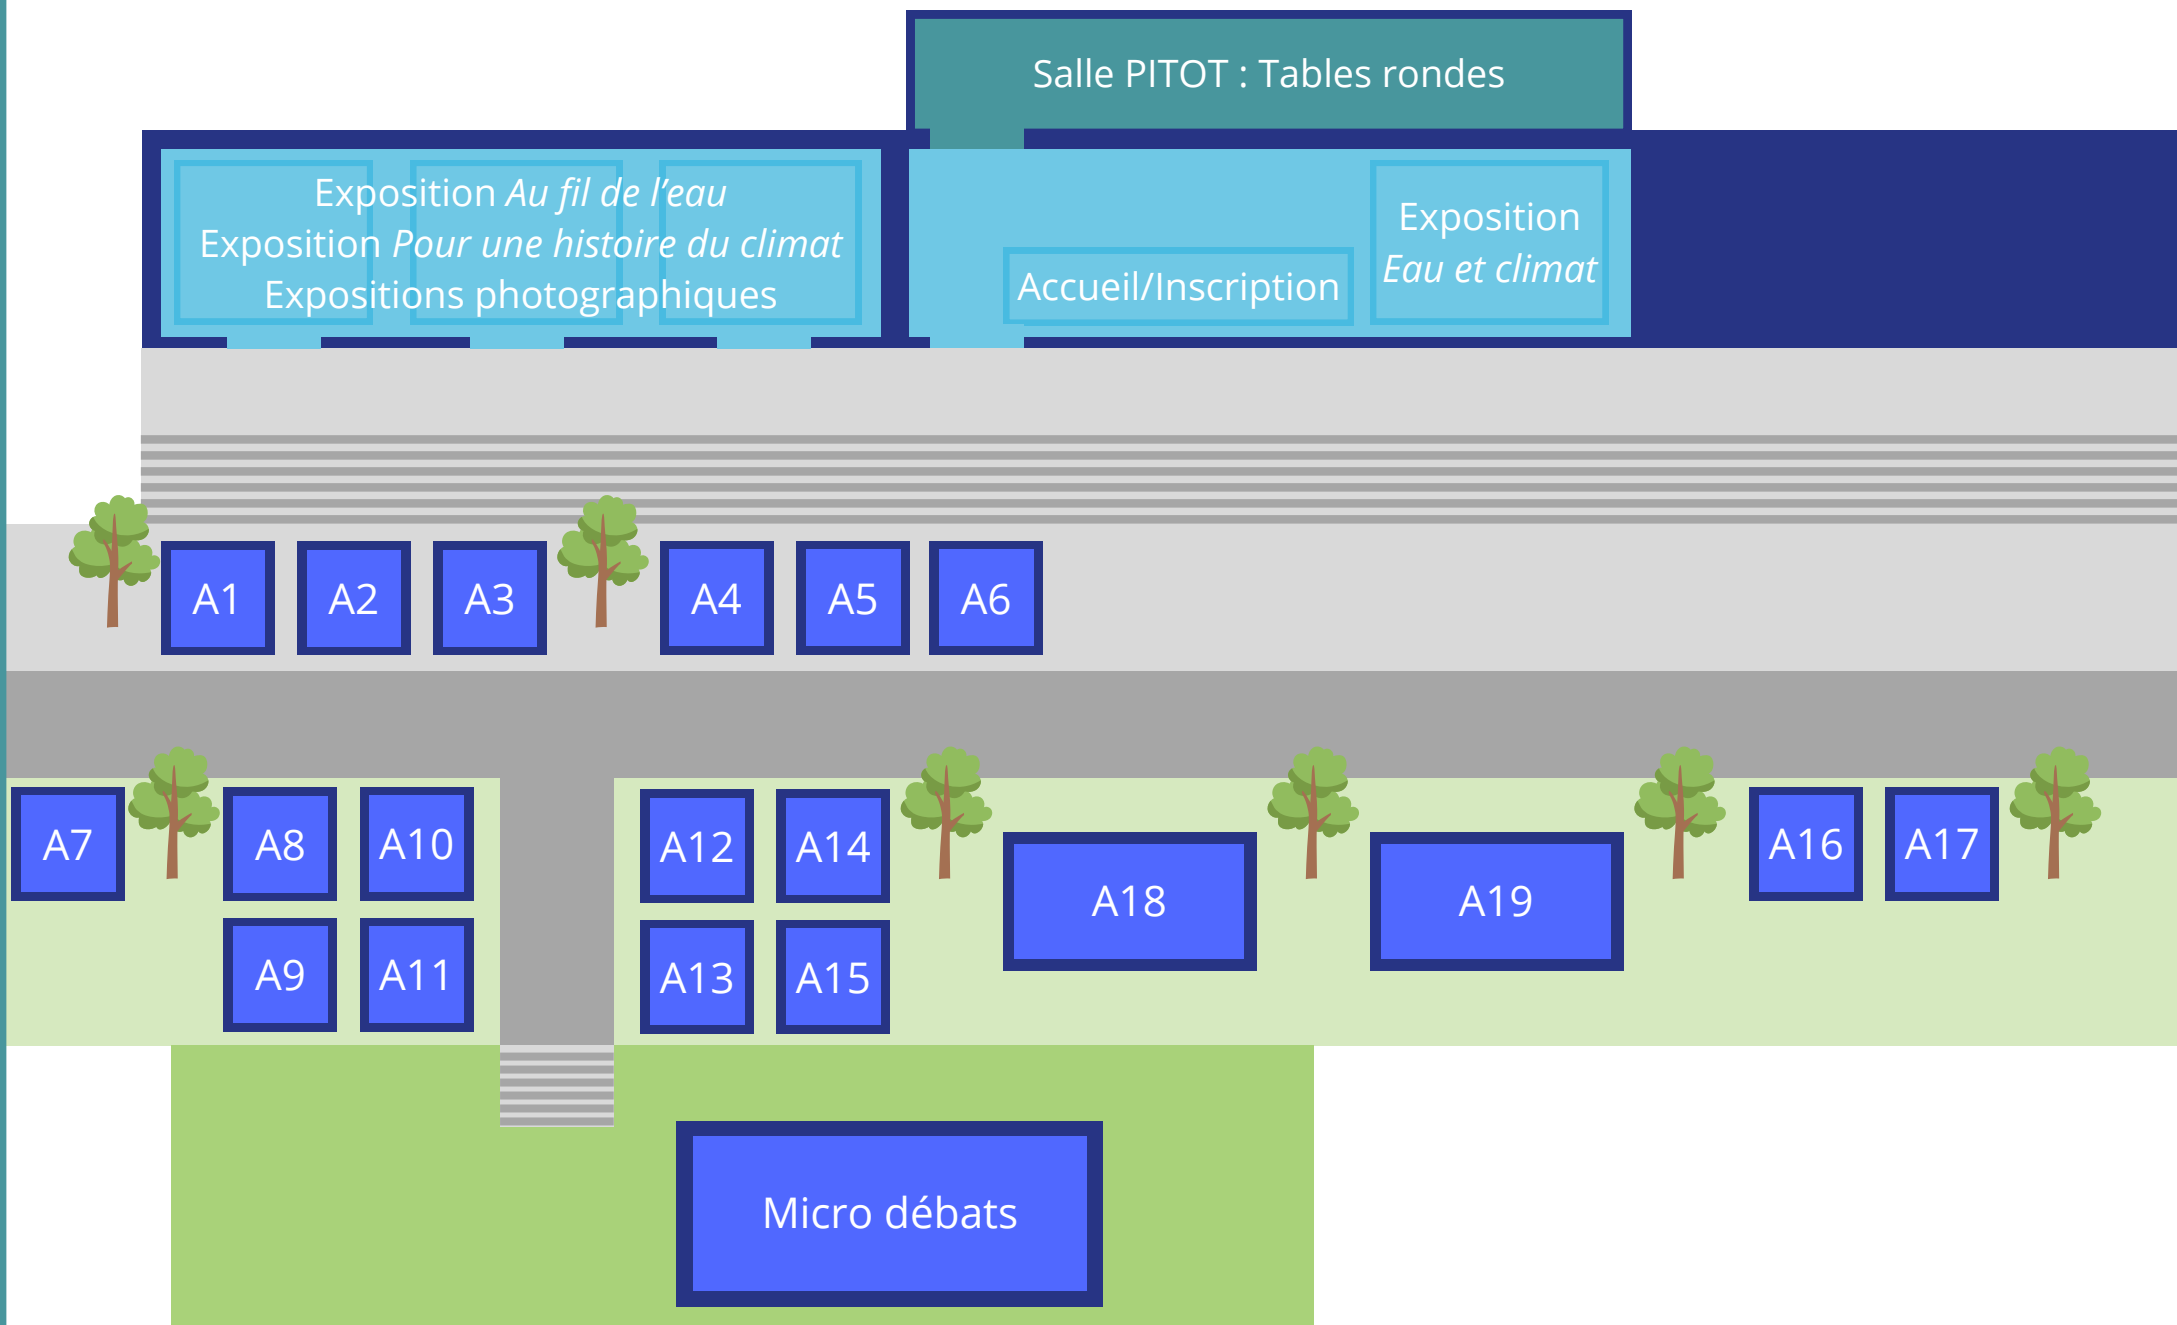 Salle PITOT : Tables rondes
Exposition Au fil de l'eau
Exposition Pour une histoire du climat
Expositions photographiques
Accueil/Inscription
Exposition
Eau et climat
A1
A2
A3
A4
A5
A6
A7
A8
A10
A12
A14
A18
A19
A16
A17
A9
A11
A13
A15
Micro débats